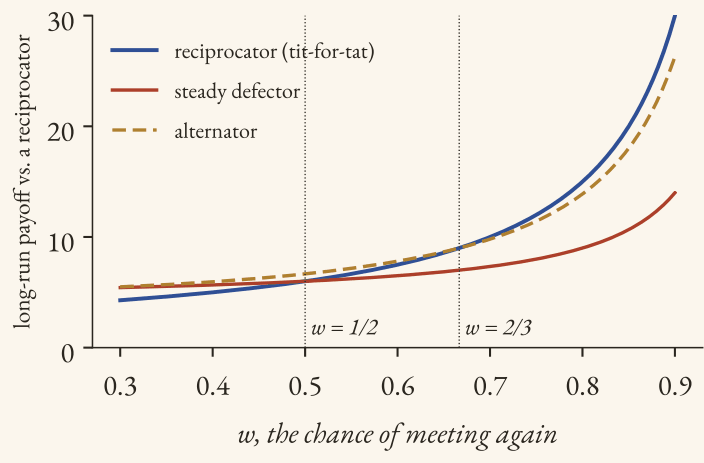 long-run payoff vs. a reciprocator
30
20
10
0
reciprocator (tit-for-tat)
steady defector
alternator
w = 1/2
w = 2/3
0.3 0.4 0.5 0.6 0.7 0.8 0.9
w, the chance of meeting again